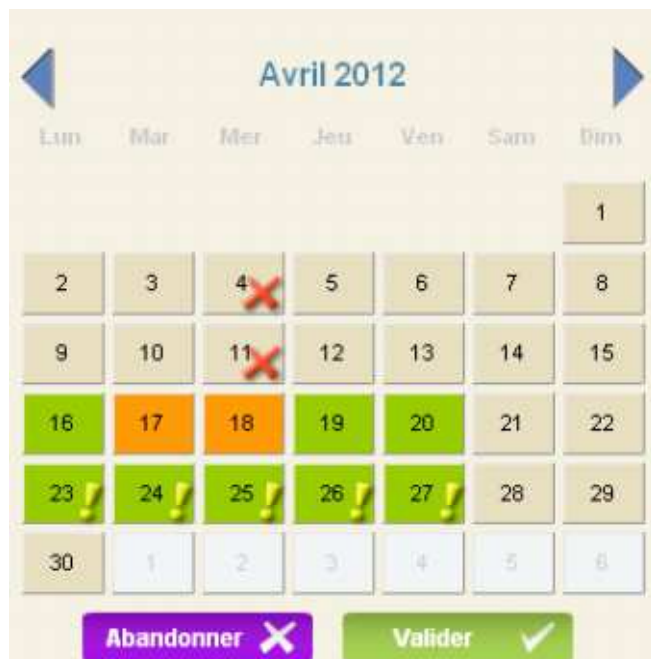 Avril 2012
Lun Mar Mer Jeu Ven Sam Dim
1
2 3 4 5 6 7 8
9 10 11 12 13 14 15
16 17 18 19 20 21 22
23 24 25 26 27 28 29
30 1 2 3 4 5 6
Abandonner Valider